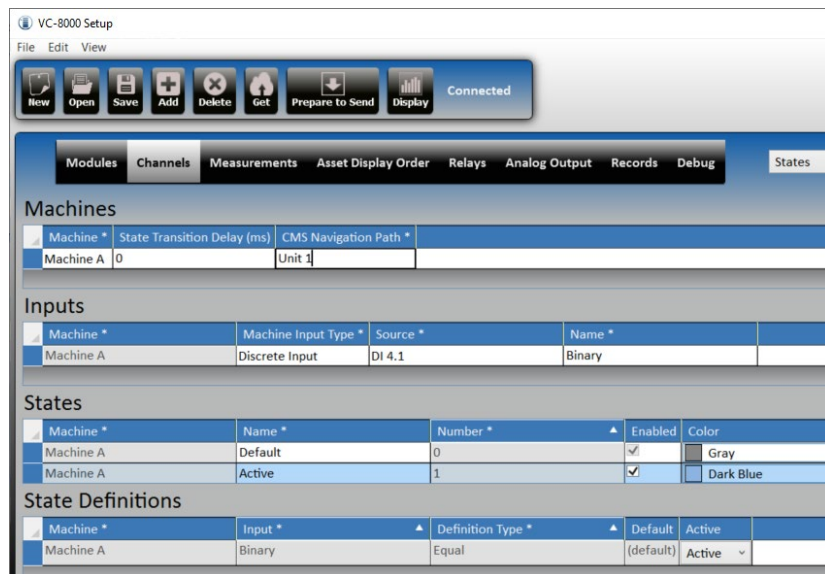 VC-8000 Setup
File Edit View
New Open Save Add Delete Get Prepare to Send Display Connected
Modules Channels Measurements Asset Display Order Relays Analog Output Records Debug States
Machines
Machine * State Transition Delay (ms) CMS Navigation Path *
Machine A 0 Unit 1
Inputs
Machine * Machine Input Type * Source * Name *
Machine A Discrete Input DI 4.1 Binary
States
Machine * Name * Number * Enabled Color
Machine A Default 0 Gray
Machine A Active 1 Dark Blue
State Definitions
Machine * Input * Definition Type * Default Active
Machine A Binary Equal (default) Active